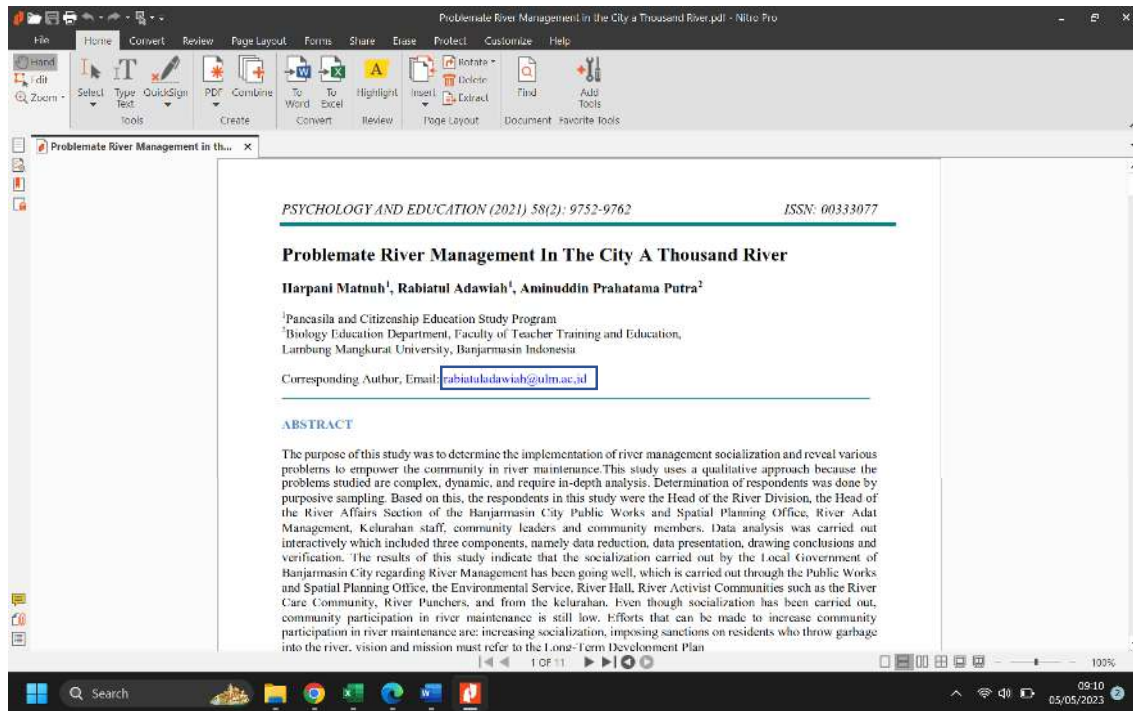 Problemate River Management in the City a Thousand River.pdf - Nitro Pro
File Home Convert Review Page Layout Forms Share Erase Protect Customize Help
Hand
Edit
Zoom
Select
Type Text
QuickSign
PDF
Combine
To Word
To Excel
Highlight
Insert
Rotate
Delete
Extract
Find
Add Tools
Tools Create Convert Review Page Layout Document Favorite Tools
Problemate River Management in th... ×
PSYCHOLOGY AND EDUCATION (2021) 58(2): 9752-9762 ISSN: 00333077
Problemate River Management In The City A Thousand River
Harpani Matnuh1, Rabiatul Adawiah1, Aminuddin Prahatama Putra2
1Pancasila and Citizenship Education Study Program
2Biology Education Department, Faculty of Teacher Training and Education,
Lambung Mangkurat University, Banjarmasin Indonesia
Corresponding Author, Email: rabiatuladawiah@ulm.ac.id
ABSTRACT
The purpose of this study was to determine the implementation of river management socialization and reveal various
problems to empower the community in river maintenance.This study uses a qualitative approach because the
problems studied are complex, dynamic, and require in-depth analysis. Determination of respondents was done by
purposive sampling. Based on this, the respondents in this study were the Head of the River Division, the Head of
the River Affairs Section of the Banjarmasin City Public Works and Spatial Planning Office, River Adat
Management, Kelurahan staff, community leaders and community members. Data analysis was carried out
interactively which included three components, namely data reduction, data presentation, drawing conclusions and
verification. The results of this study indicate that the socialization carried out by the Local Government of
Banjarmasin City regarding River Management has been going well, which is carried out through the Public Works
and Spatial Planning Office, the Environmental Service, River Hall, River Activist Communities such as the River
Care Community, River Punchers, and from the kelurahan. Even though socialization has been carried out,
community participation in river maintenance is still low. Efforts that can be made to increase community
participation in river maintenance are: increasing socialization, imposing sanctions on residents who throw garbage
into the river, vision and mission must refer to the Long-Term Development Plan
1 OF 11
100%
Search
09:10
05/05/2023
2